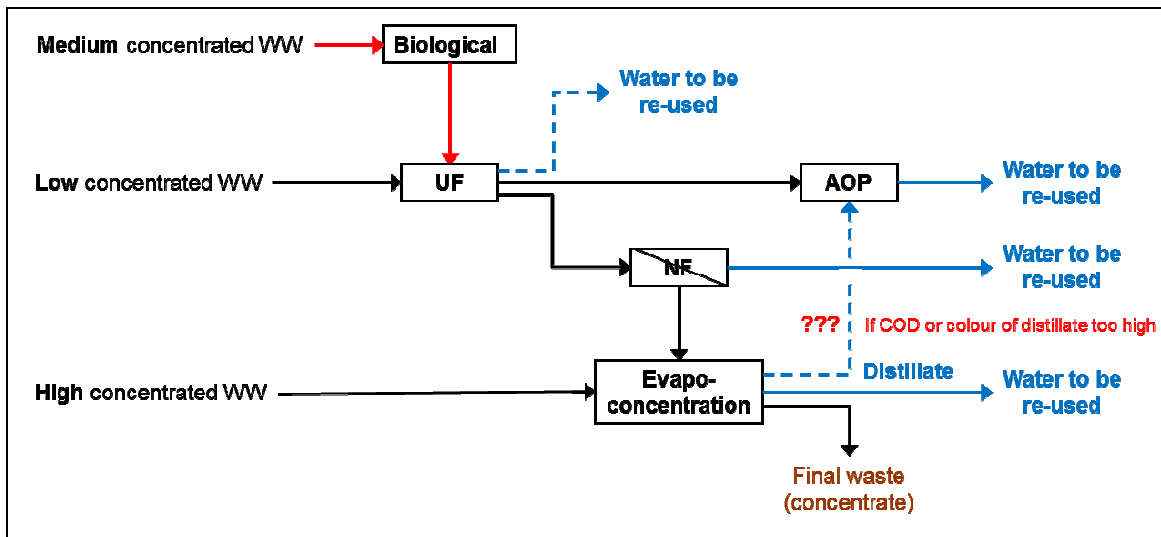 Medium concentrated WW
Biological
Water to be
re-used
Low concentrated WW
UF
AOP
Water to be
re-used
NF
Water to be
re-used
??? If COD or colour of distillate too high
High concentrated WW
Evapo-
concentration
Distillate
Water to be
re-used
Final waste
(concentrate)